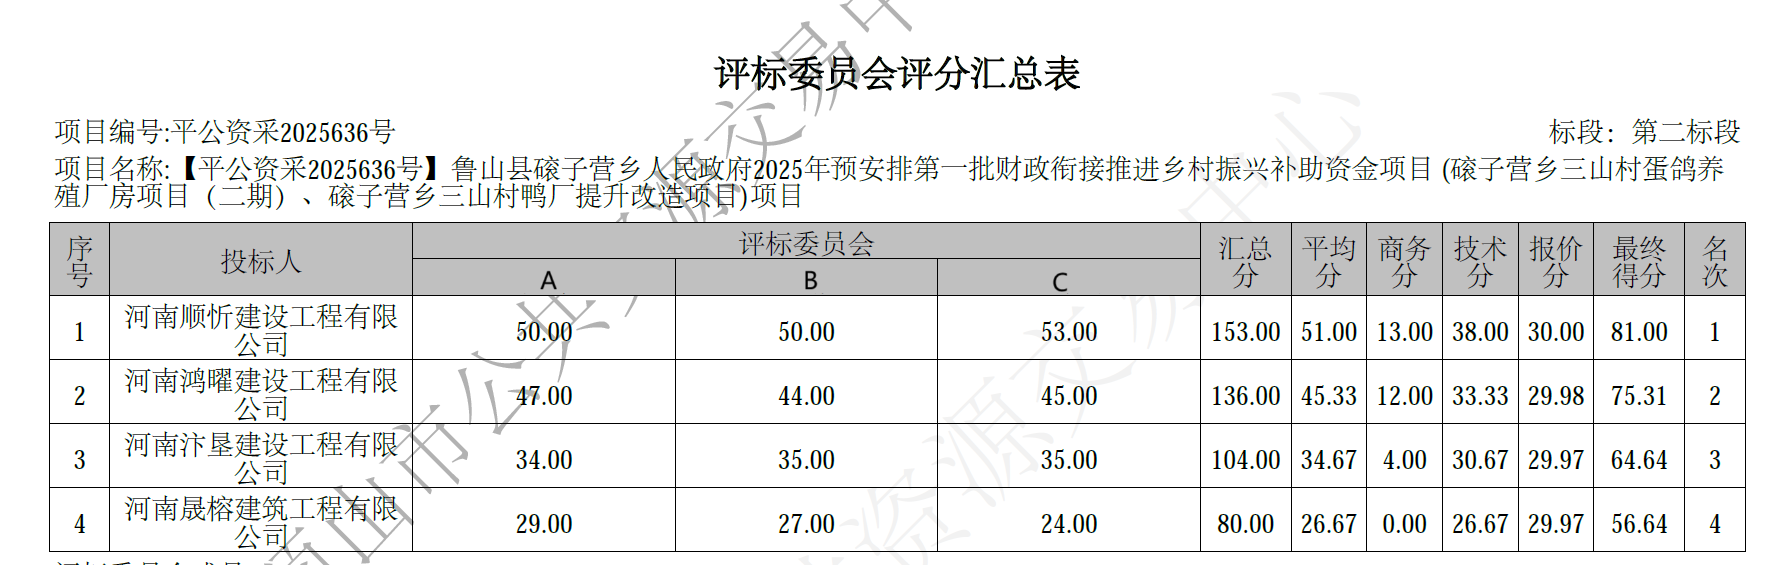 评标委员会评分汇总表
项目编号:平公资采2025636号 标段：第二标段
项目名称:【平公资采2025636号】鲁山县磙子营乡人民政府2025年预安排第一批财政衔接推进乡村振兴补助资金项目 (磙子营乡三山村蛋鸽养
殖厂房项目（二期）、磙子营乡三山村鸭厂提升改造项目)项目
序号 投标人 评标委员会 汇总分 平均分 商务分 技术分 报价分 最终得分 名次
A B C
1 河南顺忻建设工程有限公司 50.00 50.00 53.00 153.00 51.00 13.00 38.00 30.00 81.00 1
2 河南鸿曜建设工程有限公司 47.00 44.00 45.00 136.00 45.33 12.00 33.33 29.98 75.31 2
3 河南汴垦建设工程有限公司 34.00 35.00 35.00 104.00 34.67 4.00 30.67 29.97 64.64 3
4 河南晟榕建筑工程有限公司 29.00 27.00 24.00 80.00 26.67 0.00 26.67 29.97 56.64 4